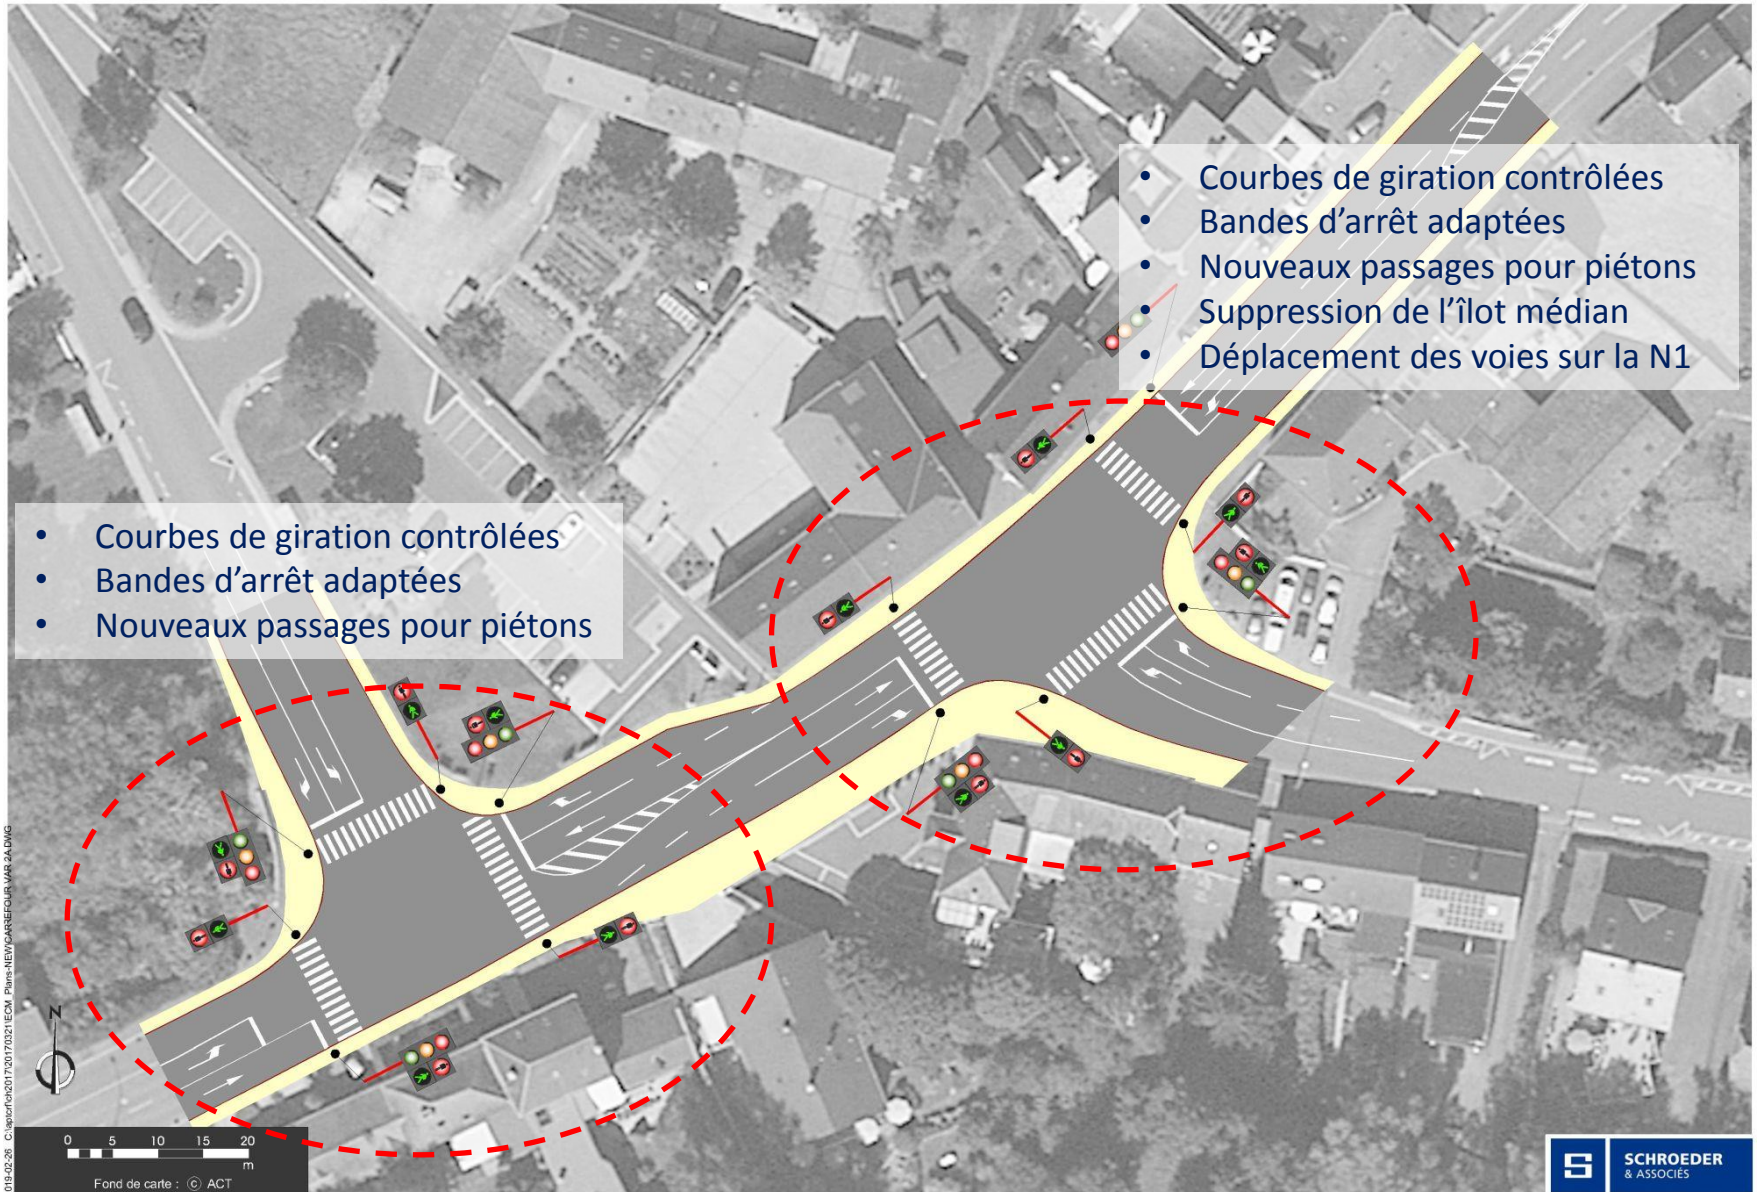 • Courbes de giration contrôlées
• Bandes d’arrêt adaptées
• Nouveaux passages pour piétons
• Suppression de l’îlot médian
• Déplacement des voies sur la N1
• Courbes de giration contrôlées
• Bandes d’arrêt adaptées
• Nouveaux passages pour piétons
N
0 5 10 15 20
m
Fond de carte : © ACT
S SCHROEDER
& ASSOCIÉS